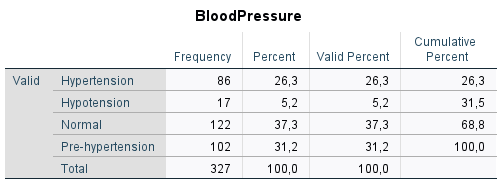 BloodPressure
Frequency Percent Valid Percent Cumulative Percent
Valid Hypertension 86 26,3 26,3 26,3
Hypotension 17 5,2 5,2 31,5
Normal 122 37,3 37,3 68,8
Pre-hypertension 102 31,2 31,2 100,0
Total 327 100,0 100,0